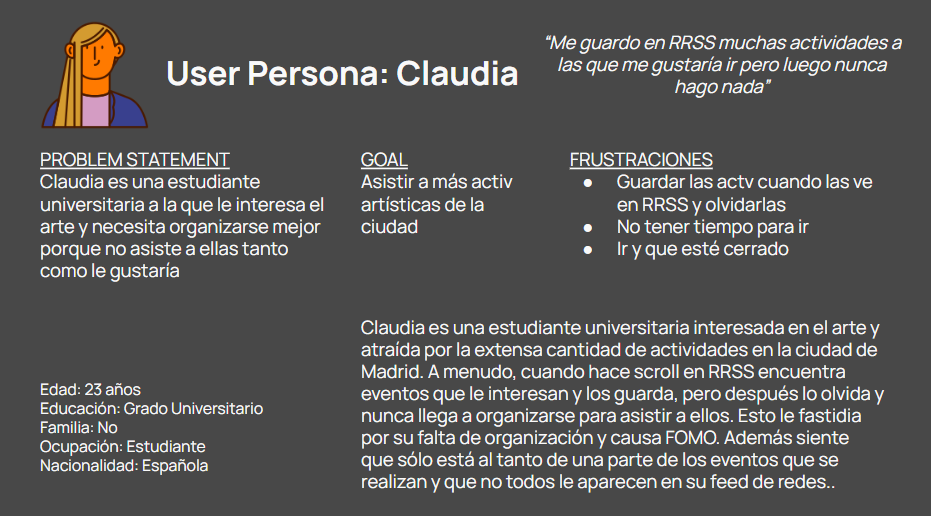 User Persona: Claudia
“Me guardo en RRSS muchas actividades a
las que me gustaría ir pero luego nunca
hago nada”
PROBLEM STATEMENT
Claudia es una estudiante
universitaria a la que le interesa el
arte y necesita organizarse mejor
porque no asiste a ellas tanto
como le gustaría
GOAL
Asistir a más activ
artísticas de la
ciudad
FRUSTRACIONES
● Guardar las actv cuando las ve
en RRSS y olvidarlas
● No tener tiempo para ir
● Ir y que esté cerrado
Edad: 23 años
Educación: Grado Universitario
Familia: No
Ocupación: Estudiante
Nacionalidad: Española
Claudia es una estudiante universitaria interesada en el arte y
atraída por la extensa cantidad de actividades en la ciudad de
Madrid. A menudo, cuando hace scroll en RRSS encuentra
eventos que le interesan y los guarda, pero después lo olvida y
nunca llega a organizarse para asistir a ellos. Esto le fastidia
por su falta de organización y causa FOMO. Además siente
que sólo está al tanto de una parte de los eventos que se
realizan y que no todos le aparecen en su feed de redes..